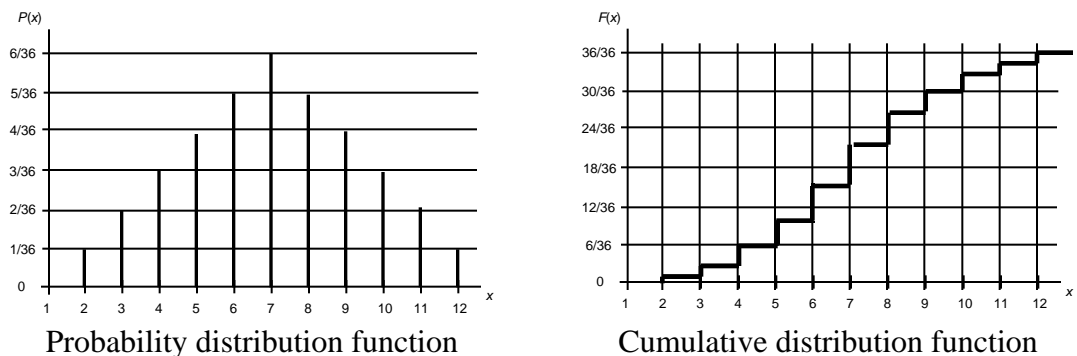 P(x)
6/36
5/36
4/36
3/36
2/36
1/36
0
1 2 3 4 5 6 7 8 9 10 11 12 x
Probability distribution function
F(x)
36/36
30/36
24/36
18/36
12/36
6/36
0
1 2 3 4 5 6 7 8 9 10 11 12 x
Cumulative distribution function